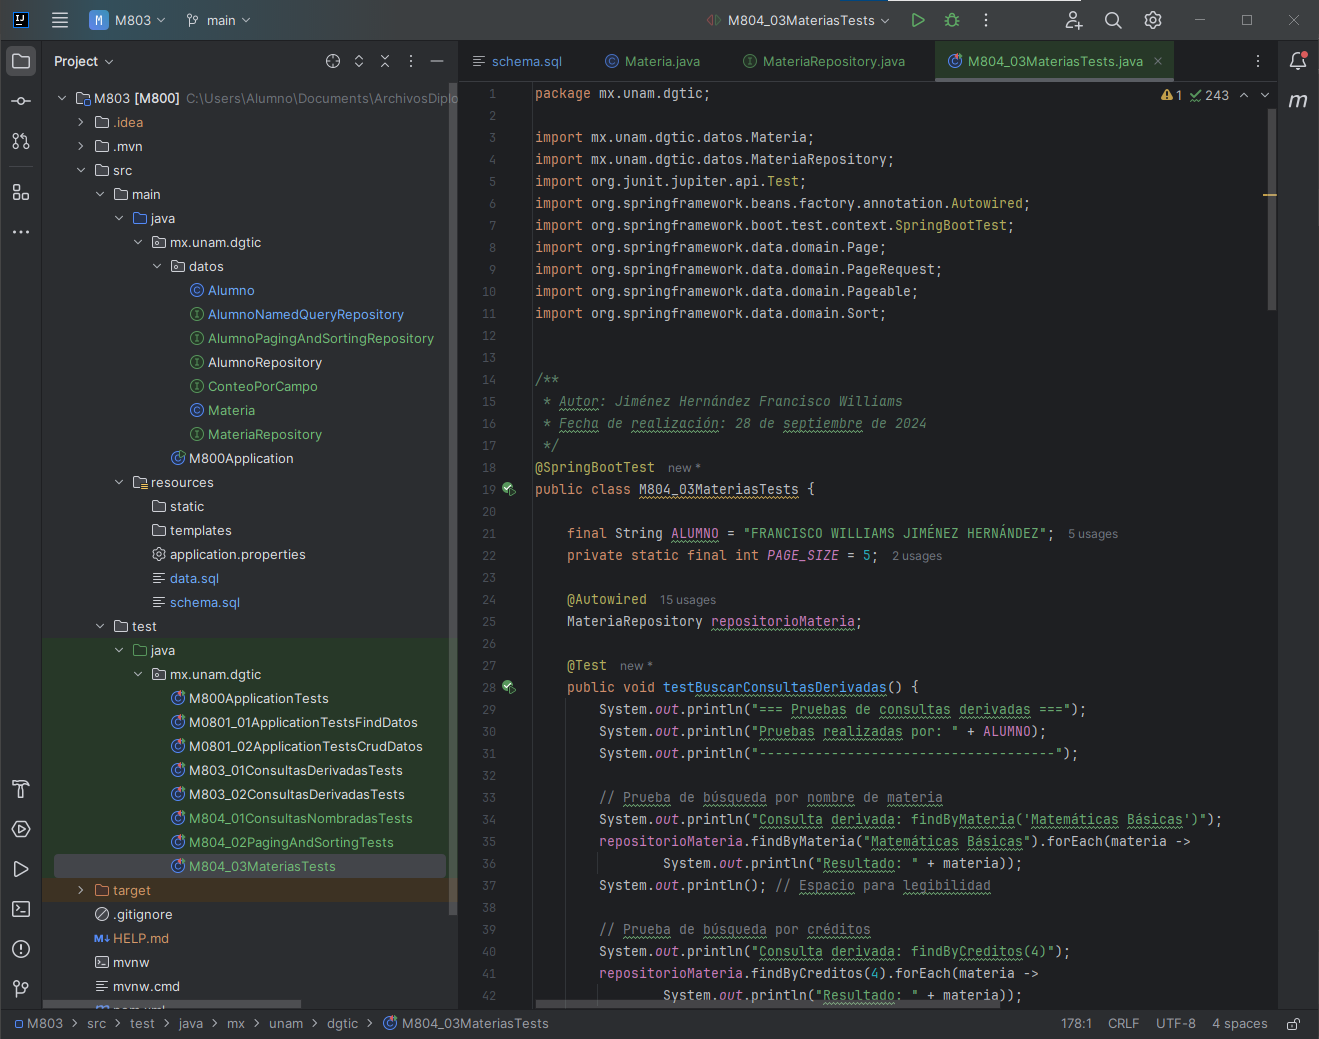 M M803 main M804_03MateriasTests
Project
schema.sql Materia.java MateriaRepository.java M804_03MateriasTests.java
M803 [M800] C:\Users\Alumno\Documents\ArchivosDiplo
.idea
.mvn
src
main
java
mx.unam.dgtic
datos
Alumno
AlumnoNamedQueryRepository
AlumnoPagingAndSortingRepository
AlumnoRepository
ConteoPorCampo
Materia
MateriaRepository
M800Application
resources
static
templates
application.properties
data.sql
schema.sql
test
java
mx.unam.dgtic
M800ApplicationTests
M0801_01ApplicationTestsFindDatos
M0801_02ApplicationTestsCrudDatos
M803_01ConsultasDerivadasTests
M803_02ConsultasDerivadasTests
M804_01ConsultasNombradasTests
M804_02PagingAndSortingTests
M804_03MateriasTests
target
.gitignore
M↓ HELP.md
mvnw
mvnw.cmd
pom.xml
1 package mx.unam.dgtic; 1 243
2
3 import mx.unam.dgtic.datos.Materia;
4 import mx.unam.dgtic.datos.MateriaRepository;
5 import org.junit.jupiter.api.Test;
6 import org.springframework.beans.factory.annotation.Autowired;
7 import org.springframework.boot.test.context.SpringBootTest;
8 import org.springframework.data.domain.Page;
9 import org.springframework.data.domain.PageRequest;
10 import org.springframework.data.domain.Pageable;
11 import org.springframework.data.domain.Sort;
12
13
14 /**
15 * Autor: Jiménez Hernández Francisco Williams
16 * Fecha de realización: 28 de septiembre de 2024
17 */
18 @SpringBootTest new *
19 public class M804_03MateriasTests {
20
21 final String ALUMNO = "FRANCISCO WILLIAMS JIMÉNEZ HERNÁNDEZ"; 5 usages
22 private static final int PAGE_SIZE = 5; 2 usages
23
24 @Autowired 15 usages
25 MateriaRepository repositorioMateria;
26
27 @Test new *
28 public void testBuscarConsultasDerivadas() {
29 System.out.println("=== Pruebas de consultas derivadas ===");
30 System.out.println("Pruebas realizadas por: " + ALUMNO);
31 System.out.println("-------------------------------------");
32
33 // Prueba de búsqueda por nombre de materia
34 System.out.println("Consulta derivada: findByMateria('Matemáticas Básicas')");
35 repositorioMateria.findByMateria("Matemáticas Básicas").forEach(materia ->
36 System.out.println("Resultado: " + materia));
37 System.out.println(); // Espacio para legibilidad
38
39 // Prueba de búsqueda por créditos
40 System.out.println("Consulta derivada: findByCreditos(4)");
41 repositorioMateria.findByCreditos(4).forEach(materia ->
42 System.out.println("Resultado: " + materia));
m
M803 > src > test > java > mx > unam > dgtic > M804_03MateriasTests 178:1 CRLF UTF-8 4 spaces